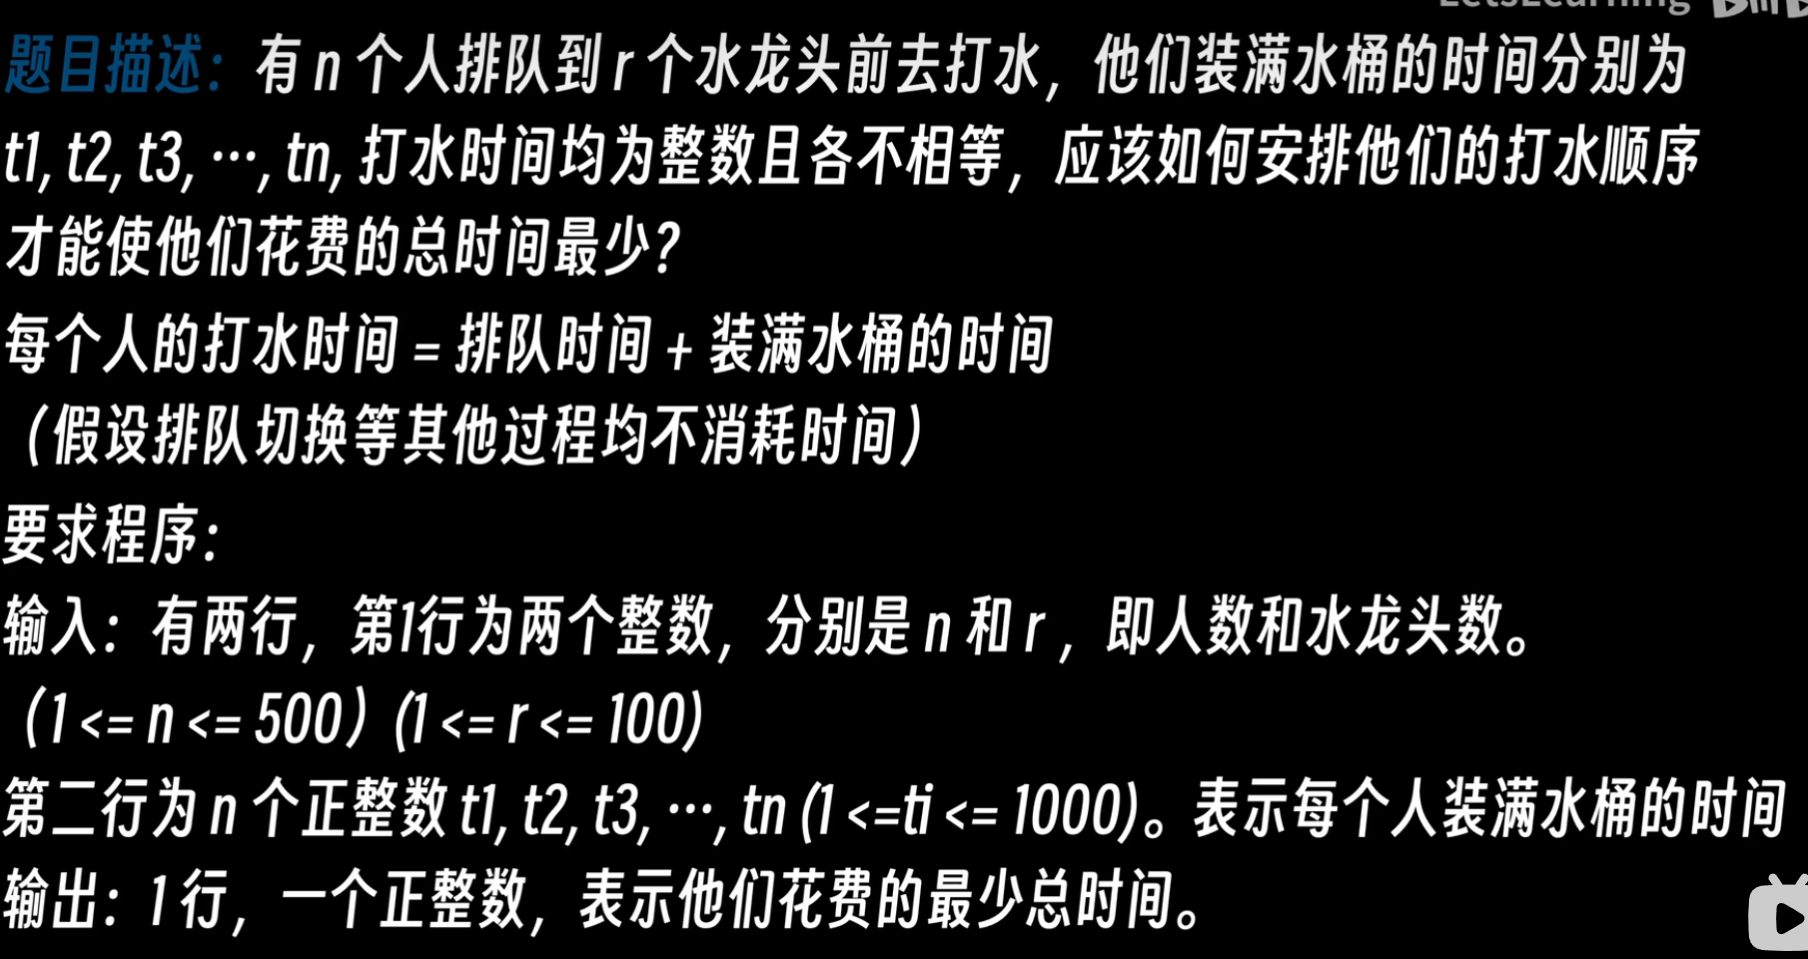 LetsLearning
题目描述：有 n 个人排队到 r 个水龙头前去打水，他们装满水桶的时间分别为
t1, t2, t3, …, tn, 打水时间均为整数且各不相等，应该如何安排他们的打水顺序
才能使他们花费的总时间最少？
每个人的打水时间 = 排队时间 + 装满水桶的时间
（假设排队切换等其他过程均不消耗时间）
要求程序：
输入：有两行，第1行为两个整数，分别是 n 和 r ，即人数和水龙头数。
（1 <= n <= 500）(1 <= r <= 100)
第二行为 n 个正整数 t1, t2, t3, …, tn (1 <=ti <= 1000)。表示每个人装满水桶的时间
输出：1 行，一个正整数，表示他们花费的最少总时间。